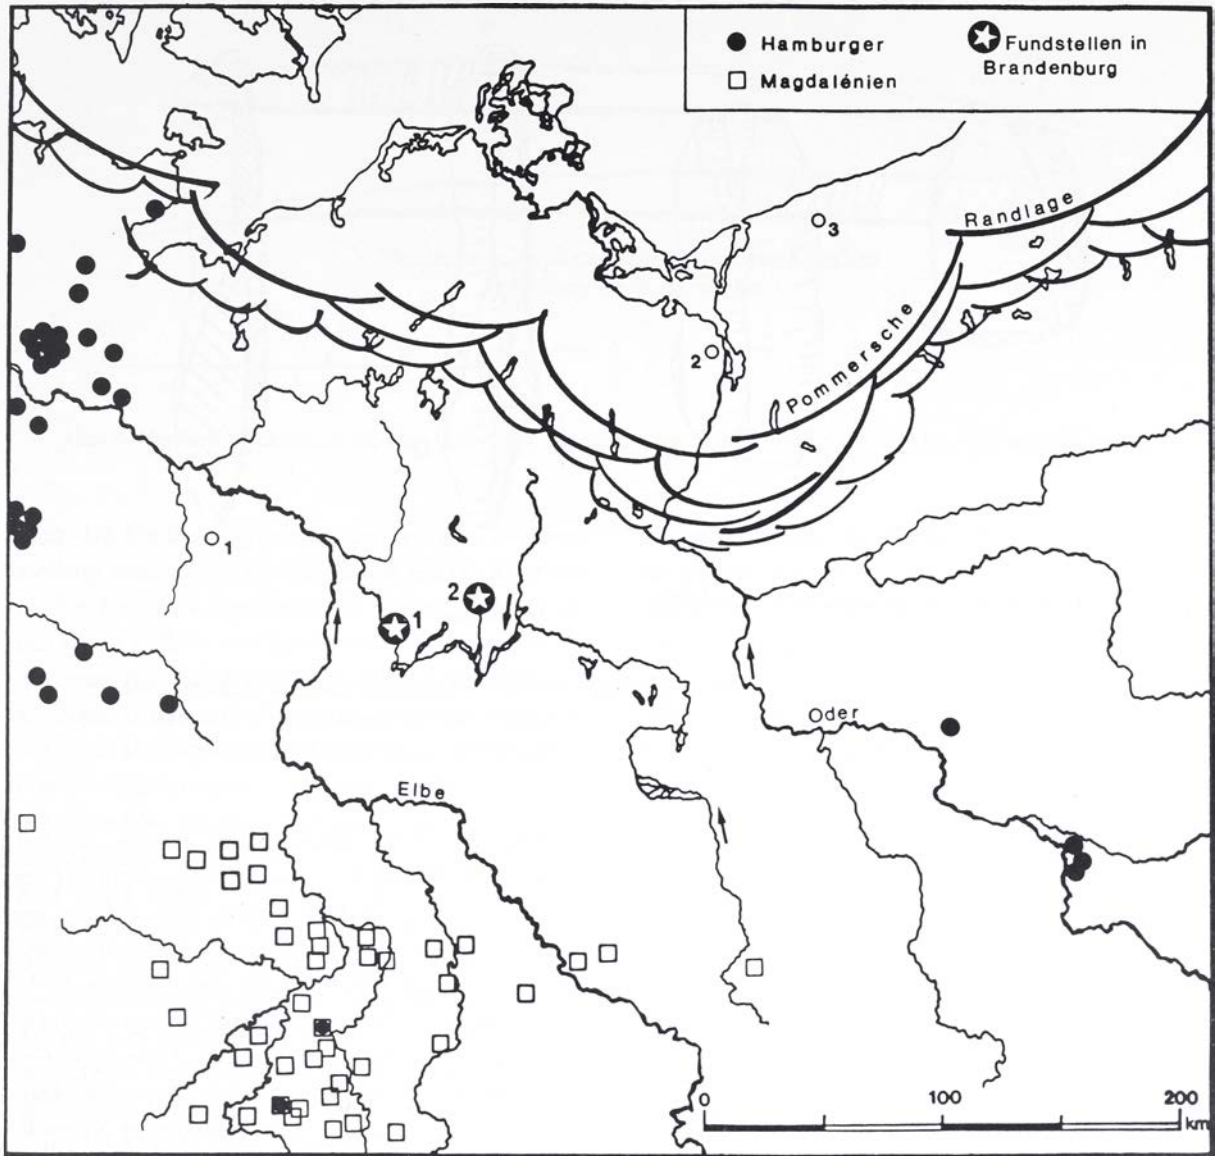 Hamburger
Magdalénien
Fundstellen in
Brandenburg
Randlage
3
Pommersche
2
1
2
1
Oder
Elbe
0
100
200
km